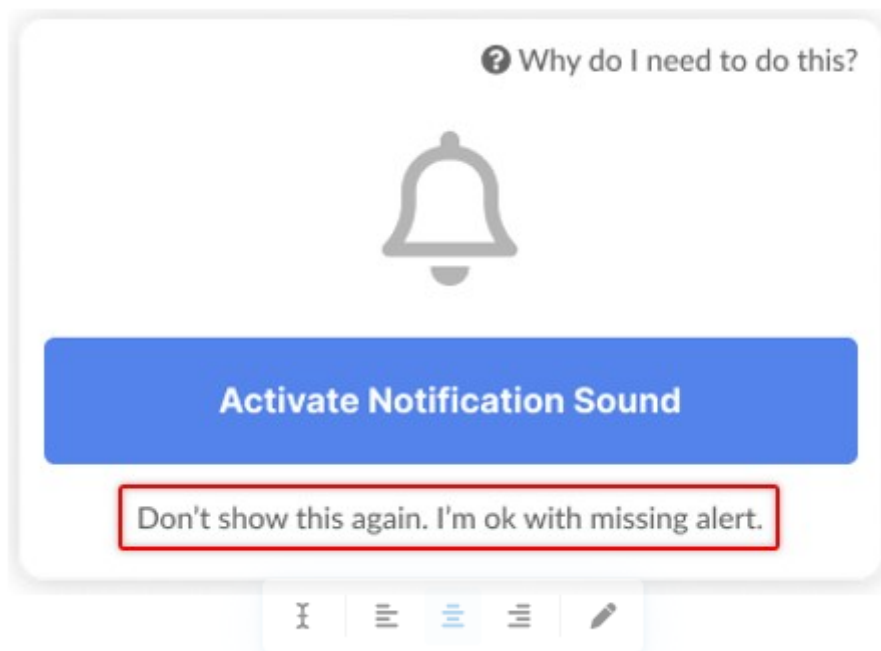 Why do I need to do this?
Activate Notification Sound
Don't show this again. I'm ok with missing alert.